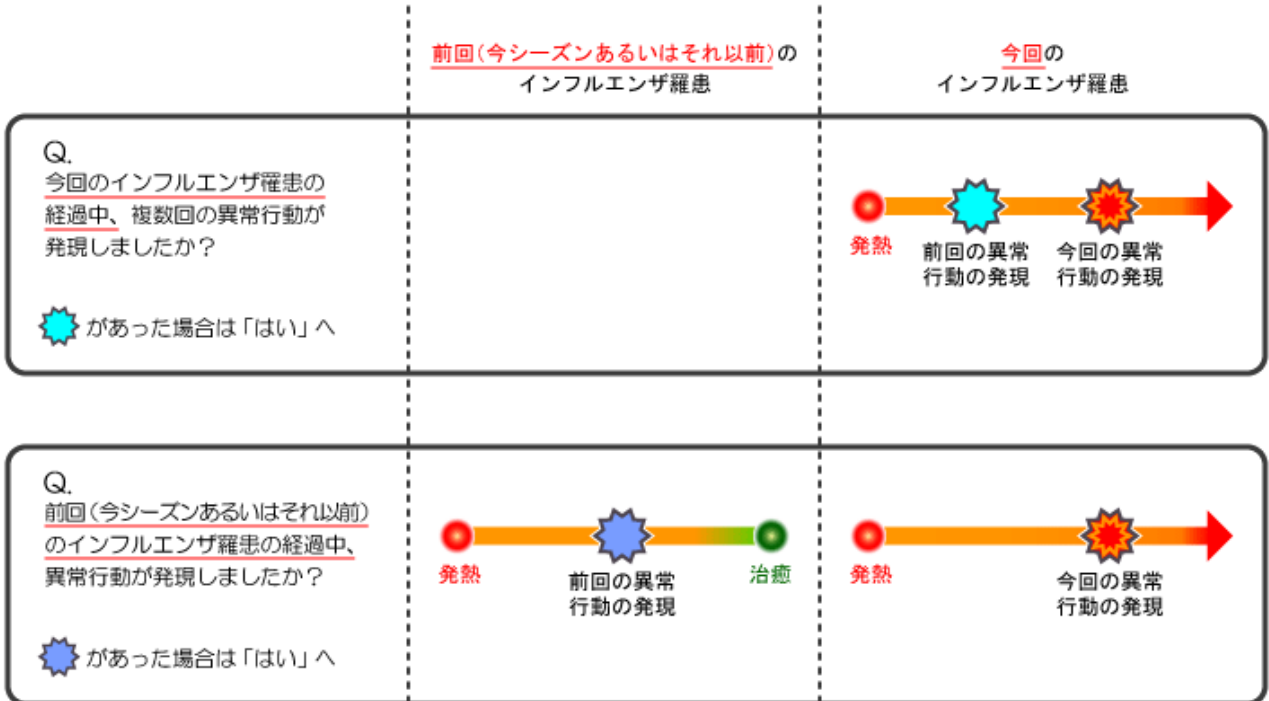 前回(今シーズンあるいはそれ以前)の
インフルエンザ羅患
今回の
インフルエンザ羅患
Q.
今回のインフルエンザ罹患の
経過中、複数回の異常行動が
発現しましたか？
があった場合は「はい」へ
発熱
前回の異常
行動の発現
今回の異常
行動の発現
Q.
前回(今シーズンあるいはそれ以前)
のインフルエンザ羅患の経過中、
異常行動が発現しましたか？
があった場合は「はい」へ
発熱
前回の異常
行動の発現
治癒
発熱
今回の異常
行動の発現